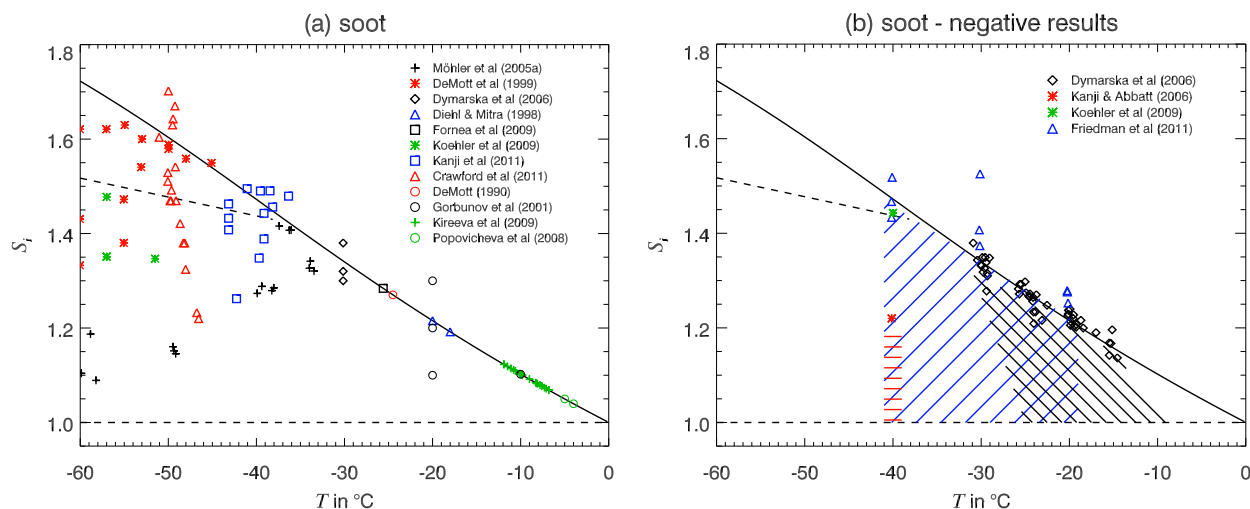 (a) soot
1.8
1.6
1.4
1.2
1.0
Si
-60
-50
-40
-30
-20
-10
0
T in °C
Möhler et al (2005a)
DeMott et al (1999)
Dymarska et al (2006)
Diehl & Mitra (1998)
Fornea et al (2009)
Koehler et al (2009)
Kanji et al (2011)
Crawford et al (2011)
DeMott (1990)
Gorbunov et al (2001)
Kireeva et al (2009)
Popovicheva et al (2008)
(b) soot - negative results
1.8
1.6
1.4
1.2
1.0
Si
-60
-50
-40
-30
-20
-10
0
T in °C
Dymarska et al (2006)
Kanji & Abbatt (2006)
Koehler et al (2009)
Friedman et al (2011)